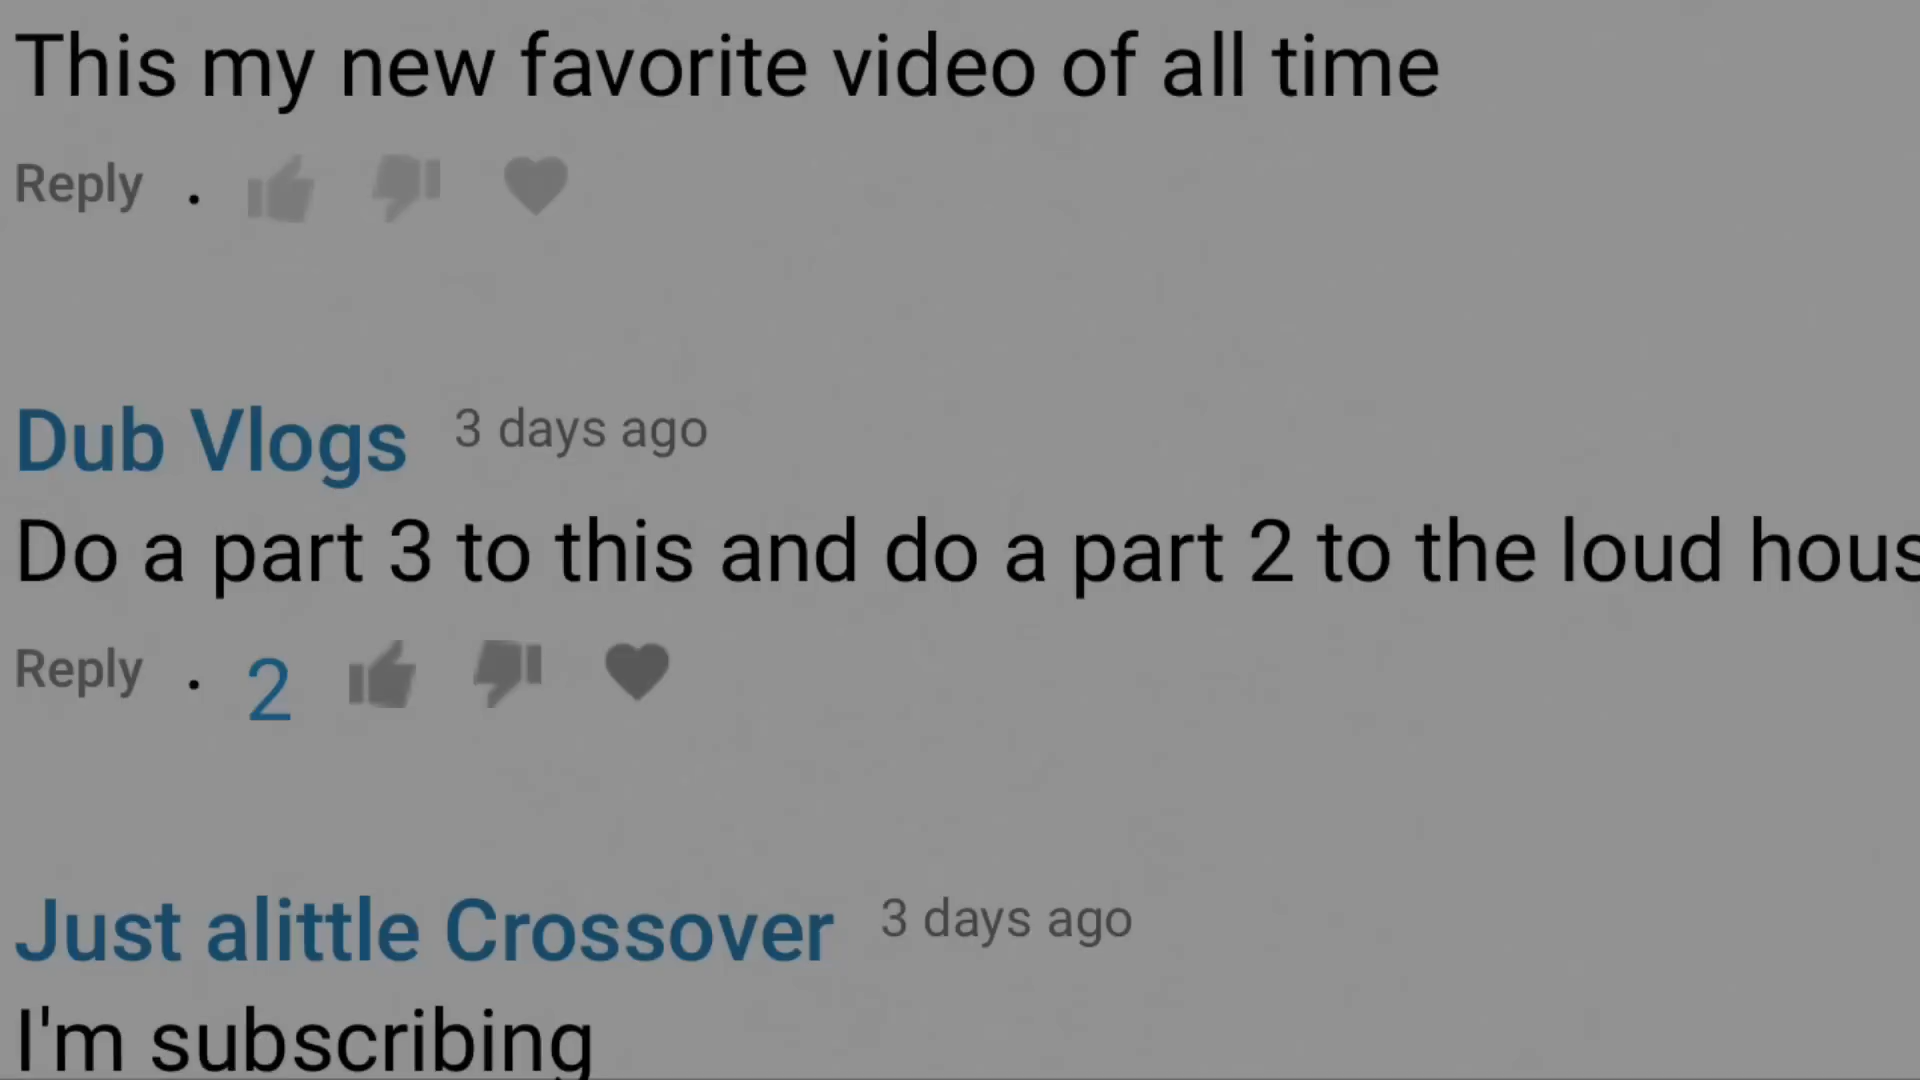 This my new favorite video of all time
Reply .
Dub Vlogs 3 days ago
Do a part 3 to this and do a part 2 to the loud hous
Reply . 2
Just alittle Crossover 3 days ago
I'm subscribing